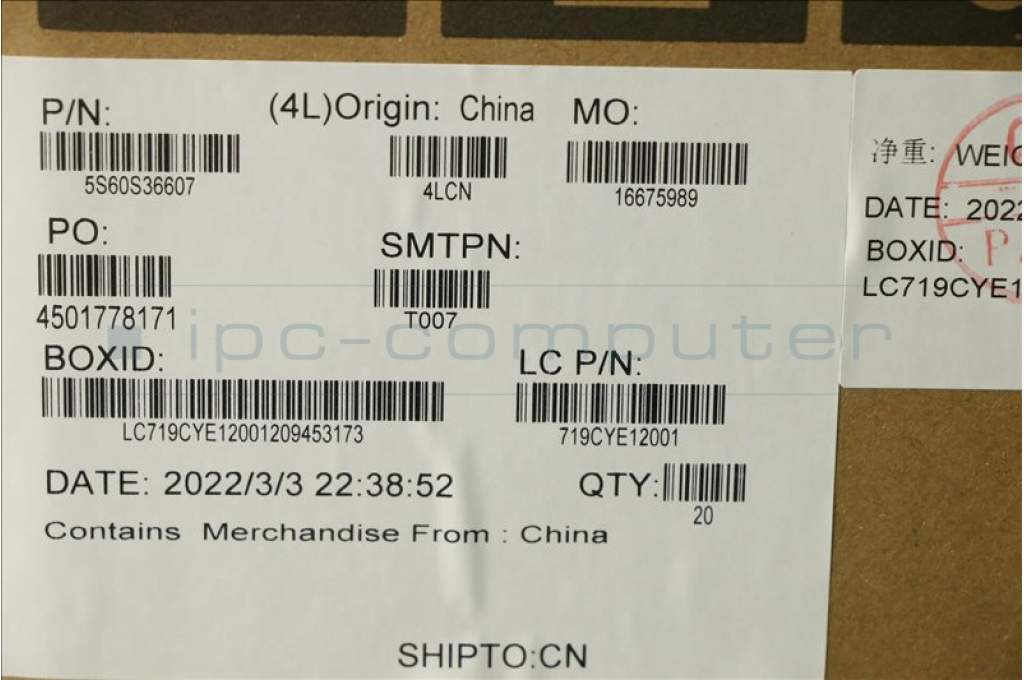 P/N: (4L)Origin: China MO:
5S60S36607 4LCN 16675989
PO: SMTPN:
4501778171 T007
ipc-computer
BOXID: LC P/N:
LC719CYE12001209453173 719CYE12001
DATE: 2022/3/3 22:38:52 QTY:
20
Contains Merchandise From : China
SHIPTO:CN
净重:
DATE: 2022
BOXID:
LC719CYE1